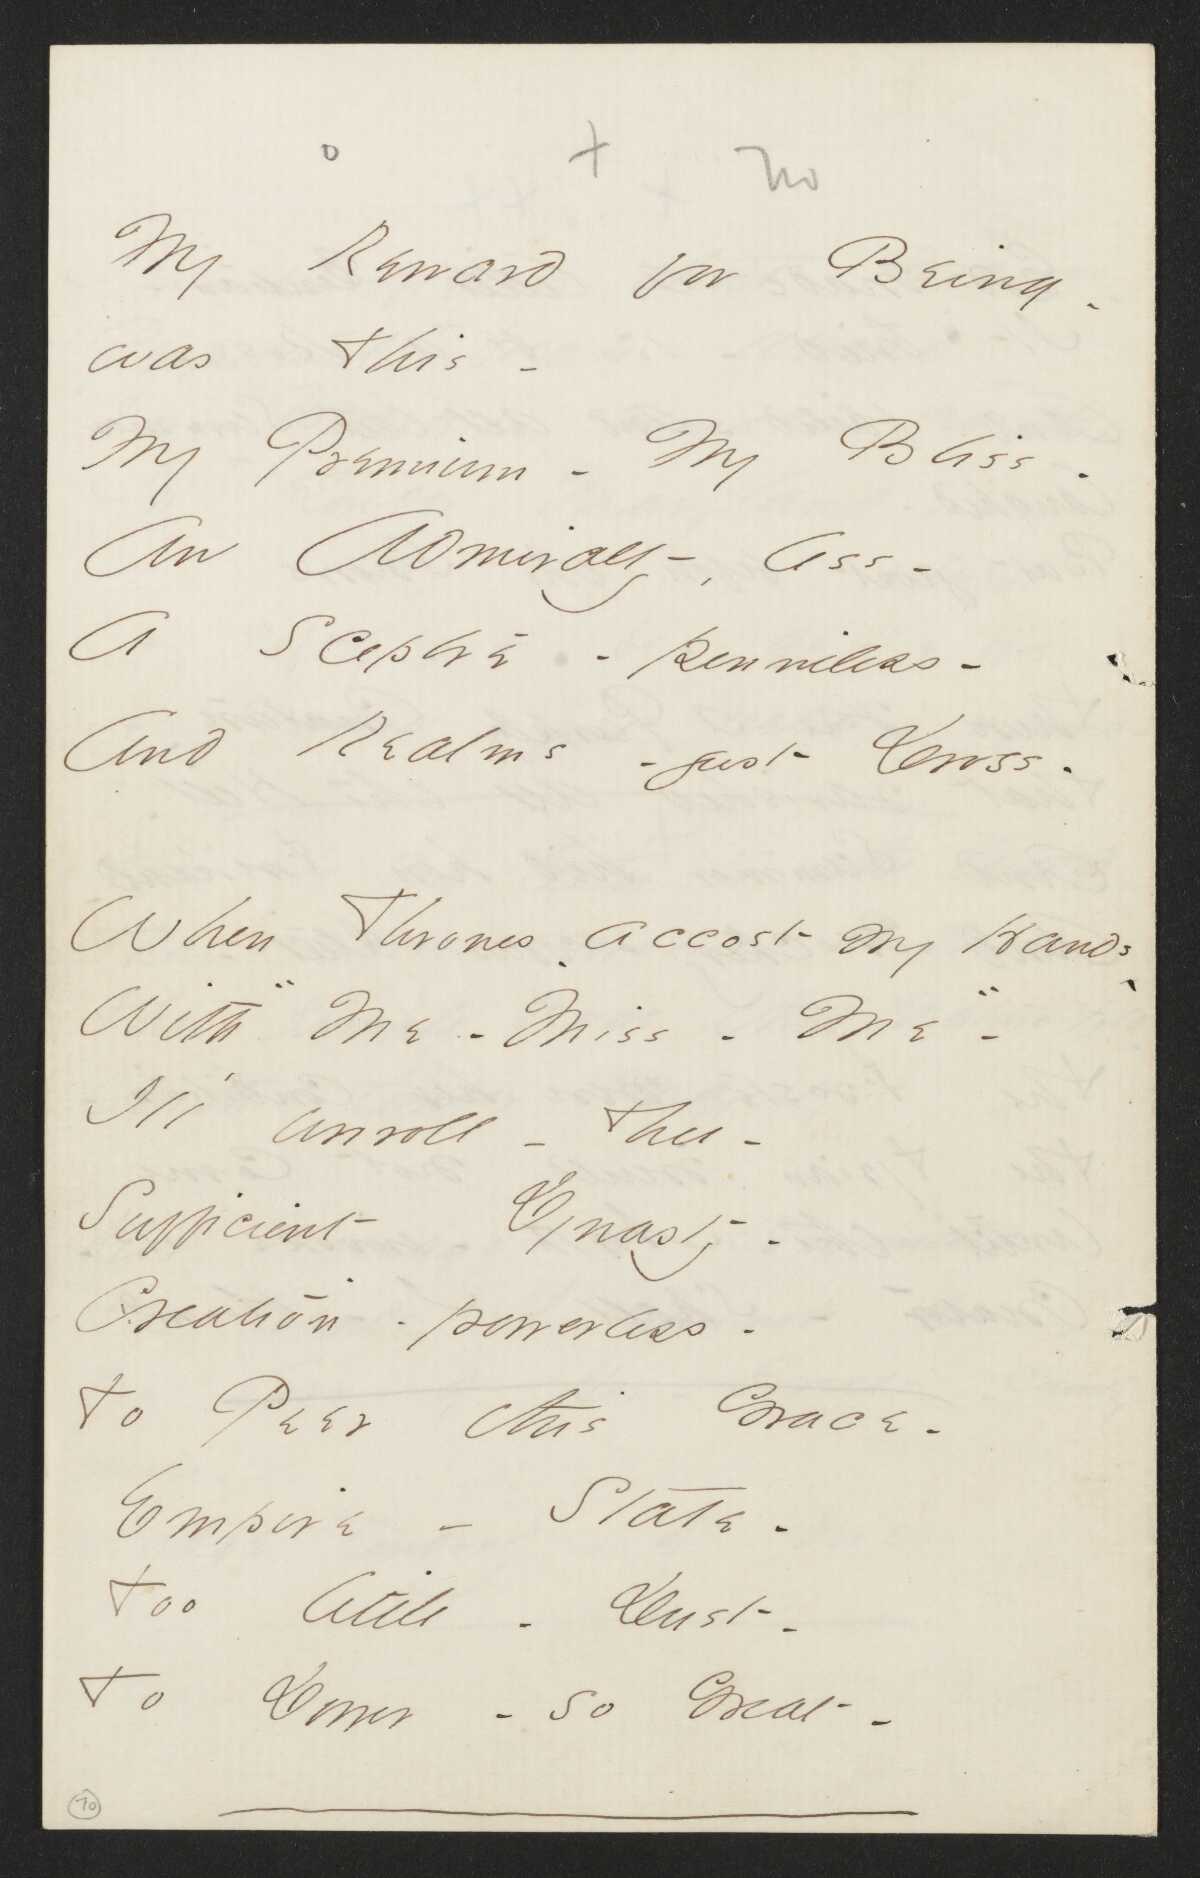 o + No
My Reward for Being -
was this -
My Premium - My Bliss -
An Admiralty, less -
A Sceptre - penniless -
And Realms - just Dross -
When Thrones accost my Hands
With "Me - Miss - Me" -
I'll unroll - Thee -
Sufficient Dynasty -
Creation - powerless -
To Peer this Grace -
Empire - State -
Too little - Dust -
To Dower - so Great -
70